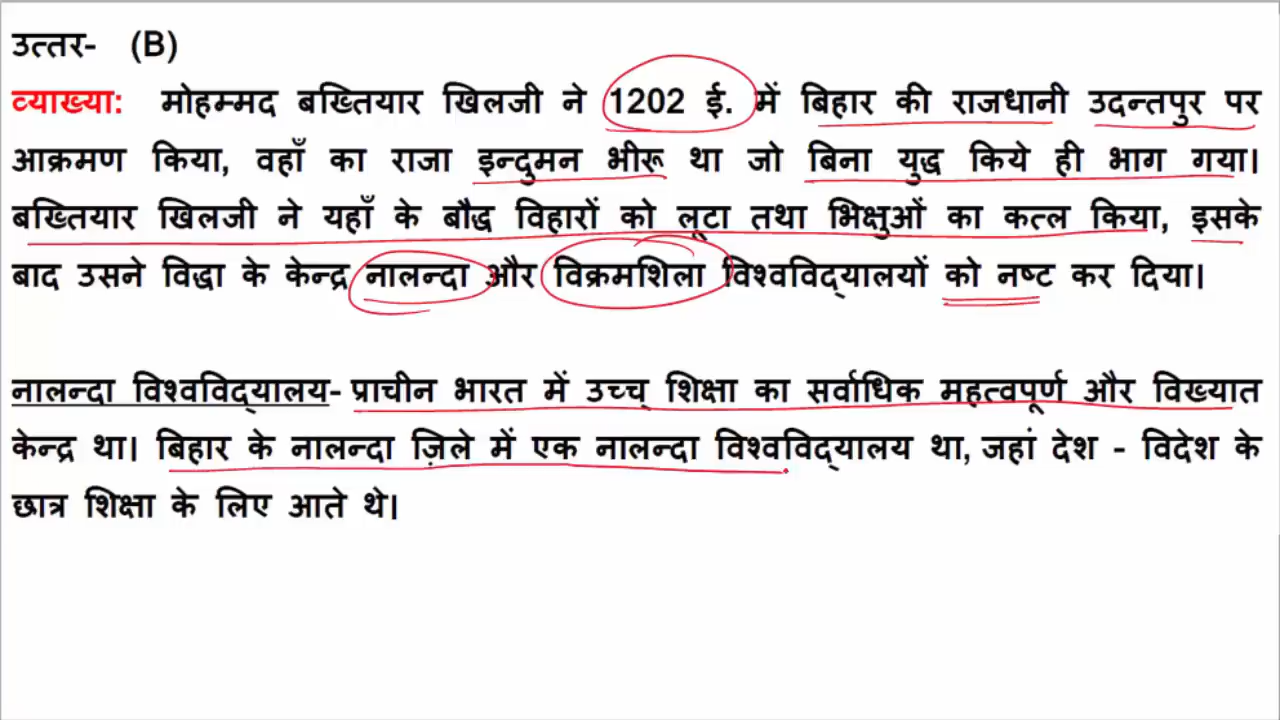 उत्तर- (B)
व्याख्या: मोहम्मद बख्तियार खिलजी ने 1202 ई. में बिहार की राजधानी उदन्तपुर पर
आक्रमण किया, वहाँ का राजा इन्दुमन भीरू था जो बिना युद्ध किये ही भाग गया।
बख्तियार खिलजी ने यहाँ के बौद्ध विहारों को लूटा तथा भिक्षुओं का कत्ल किया, इसके
बाद उसने विद्धा के केन्द्र नालन्दा और विक्रमशिला विश्वविद्यालयों को नष्ट कर दिया।
नालन्दा विश्वविद्यालय- प्राचीन भारत में उच्च् शिक्षा का सर्वाधिक महत्वपूर्ण और विख्यात
केन्द्र था। बिहार के नालन्दा ज़िले में एक नालन्दा विश्वविद्यालय था, जहां देश - विदेश के
छात्र शिक्षा के लिए आते थे।